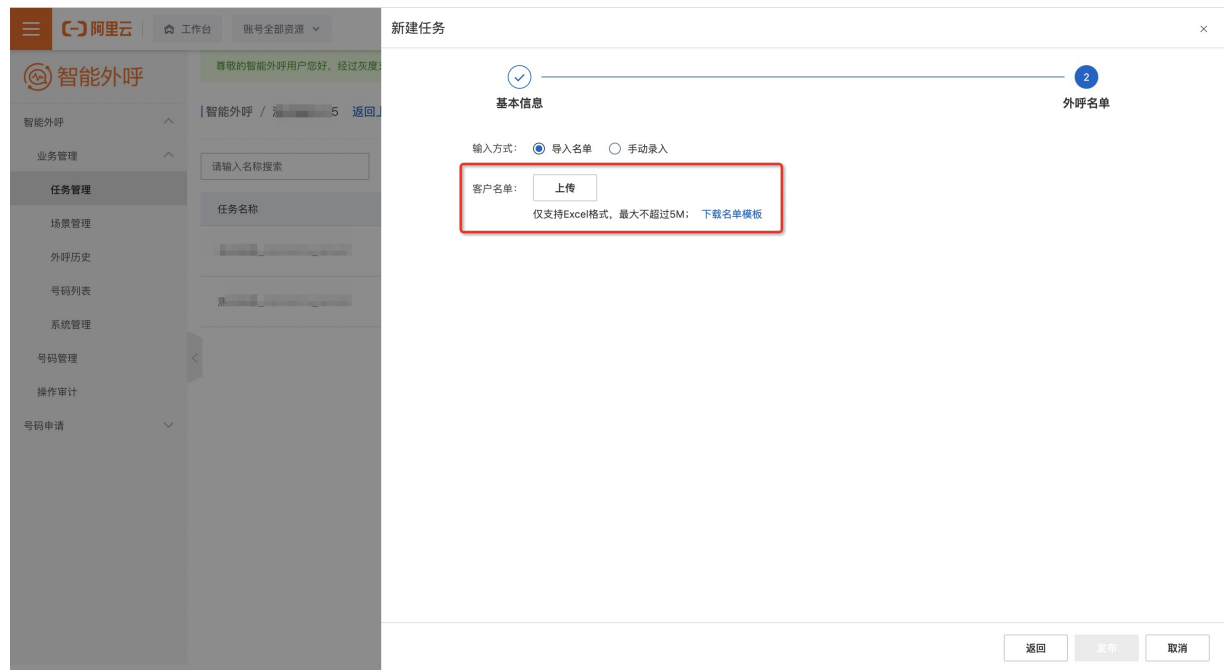 阿里云
工作台
账号全部资源
新建任务
智能外呼
尊敬的智能外呼用户您好，经过灰度
2
基本信息
外呼名单
智能外呼 / 5 返回
智能外呼
业务管理
任务管理
场景管理
外呼历史
号码列表
系统管理
号码管理
操作审计
号码申请
请输入名称搜索
任务名称
输入方式： 导入名单 手动录入
客户名单： 上传
仅支持Excel格式，最大不超过5M； 下载名单模板
返回 发布 取消